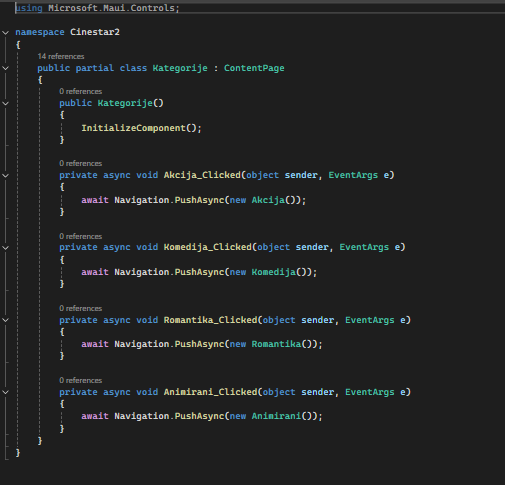 using Microsoft.Maui.Controls;
namespace Cinestar2
{
14 references
public partial class Kategorije : ContentPage
{
0 references
public Kategorije()
{
InitializeComponent();
}
0 references
private async void Akcija_Clicked(object sender, EventArgs e)
{
await Navigation.PushAsync(new Akcija());
}
0 references
private async void Komedija_Clicked(object sender, EventArgs e)
{
await Navigation.PushAsync(new Komedija());
}
0 references
private async void Romantika_Clicked(object sender, EventArgs e)
{
await Navigation.PushAsync(new Romantika());
}
0 references
private async void Animirani_Clicked(object sender, EventArgs e)
{
await Navigation.PushAsync(new Animirani());
}
}
}